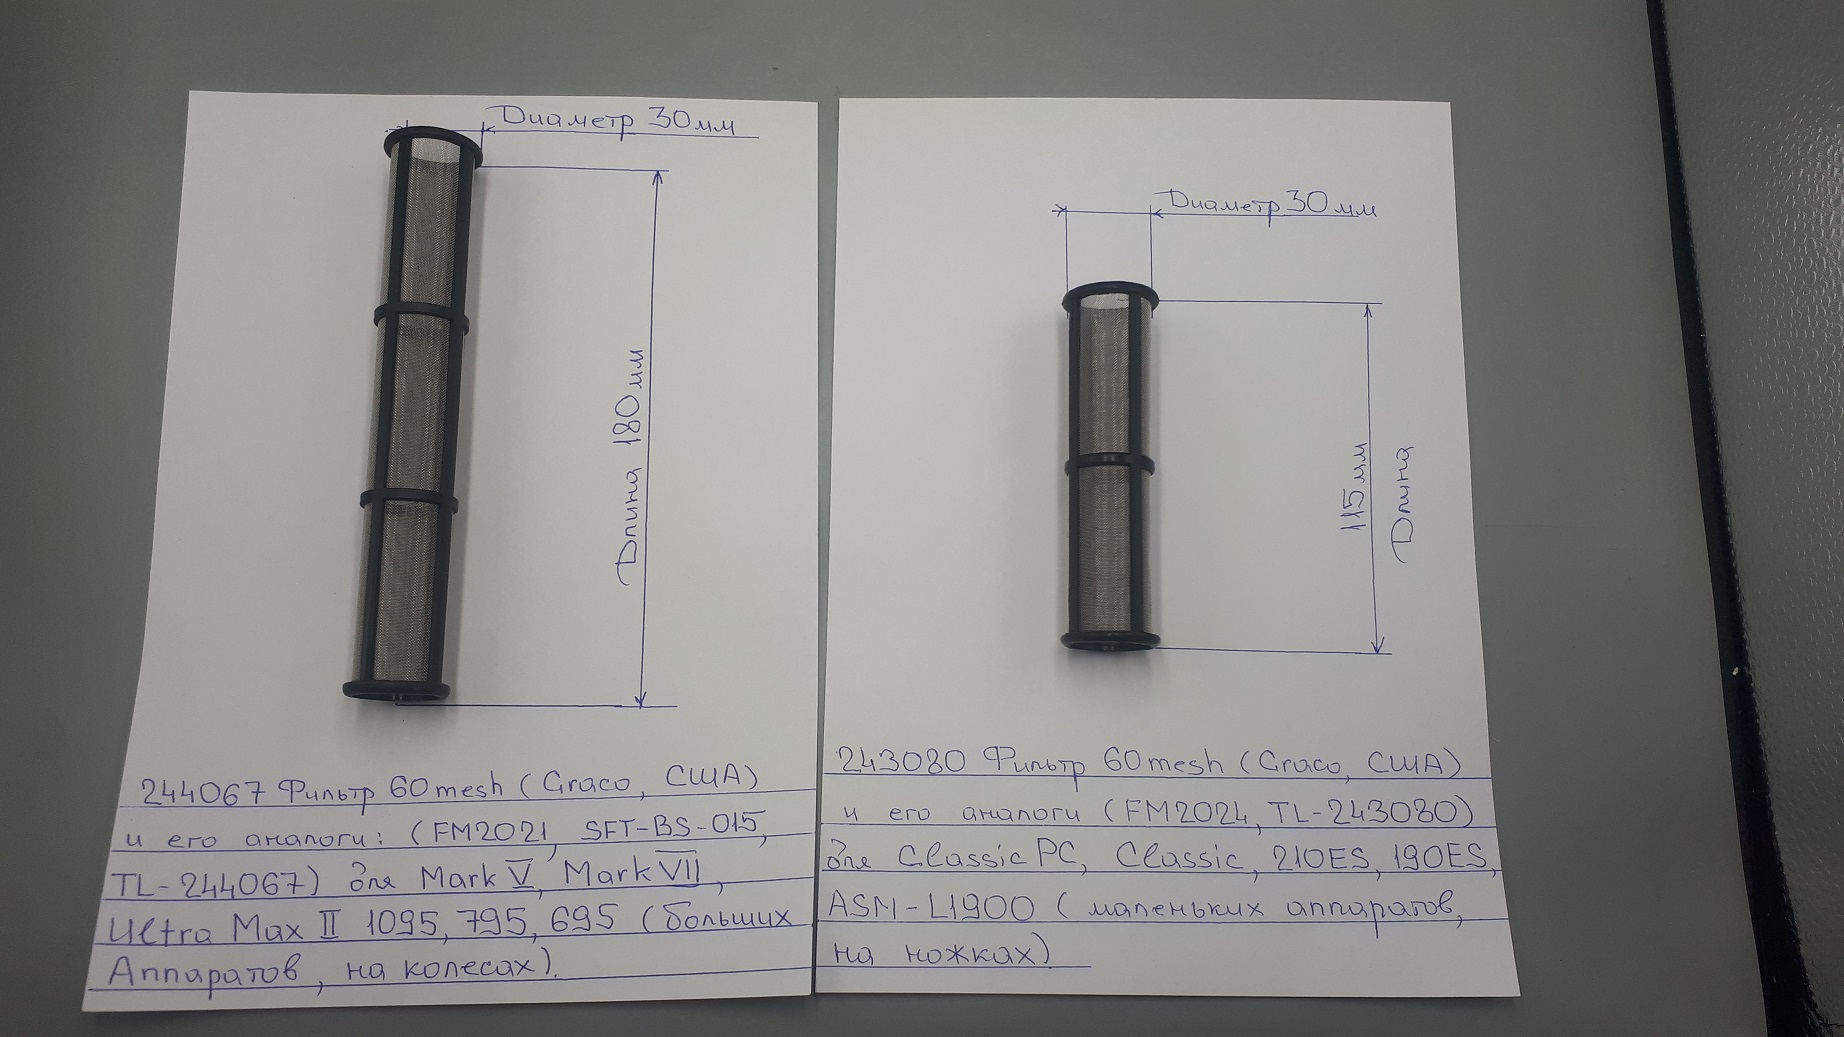 Диаметр 30мм
Длина 180мм
244067 Фильтр 60mesh (Graco, США)
и его аналоги: (FM2021, SFT-BS-015,
TL-244067) для Mark V, Mark VII,
Ultra Max II 1095, 795, 695 (больших
Аппаратов, на колесах).
Диаметр 30мм
115мм
Длина
243080 Фильтр 60mesh (Graco, США)
и его аналоги (FM2024, TL-243080)
для Classic PC, Classic, 210ES, 190ES,
ASM-L1900 (маленьких аппаратов,
на ножках)